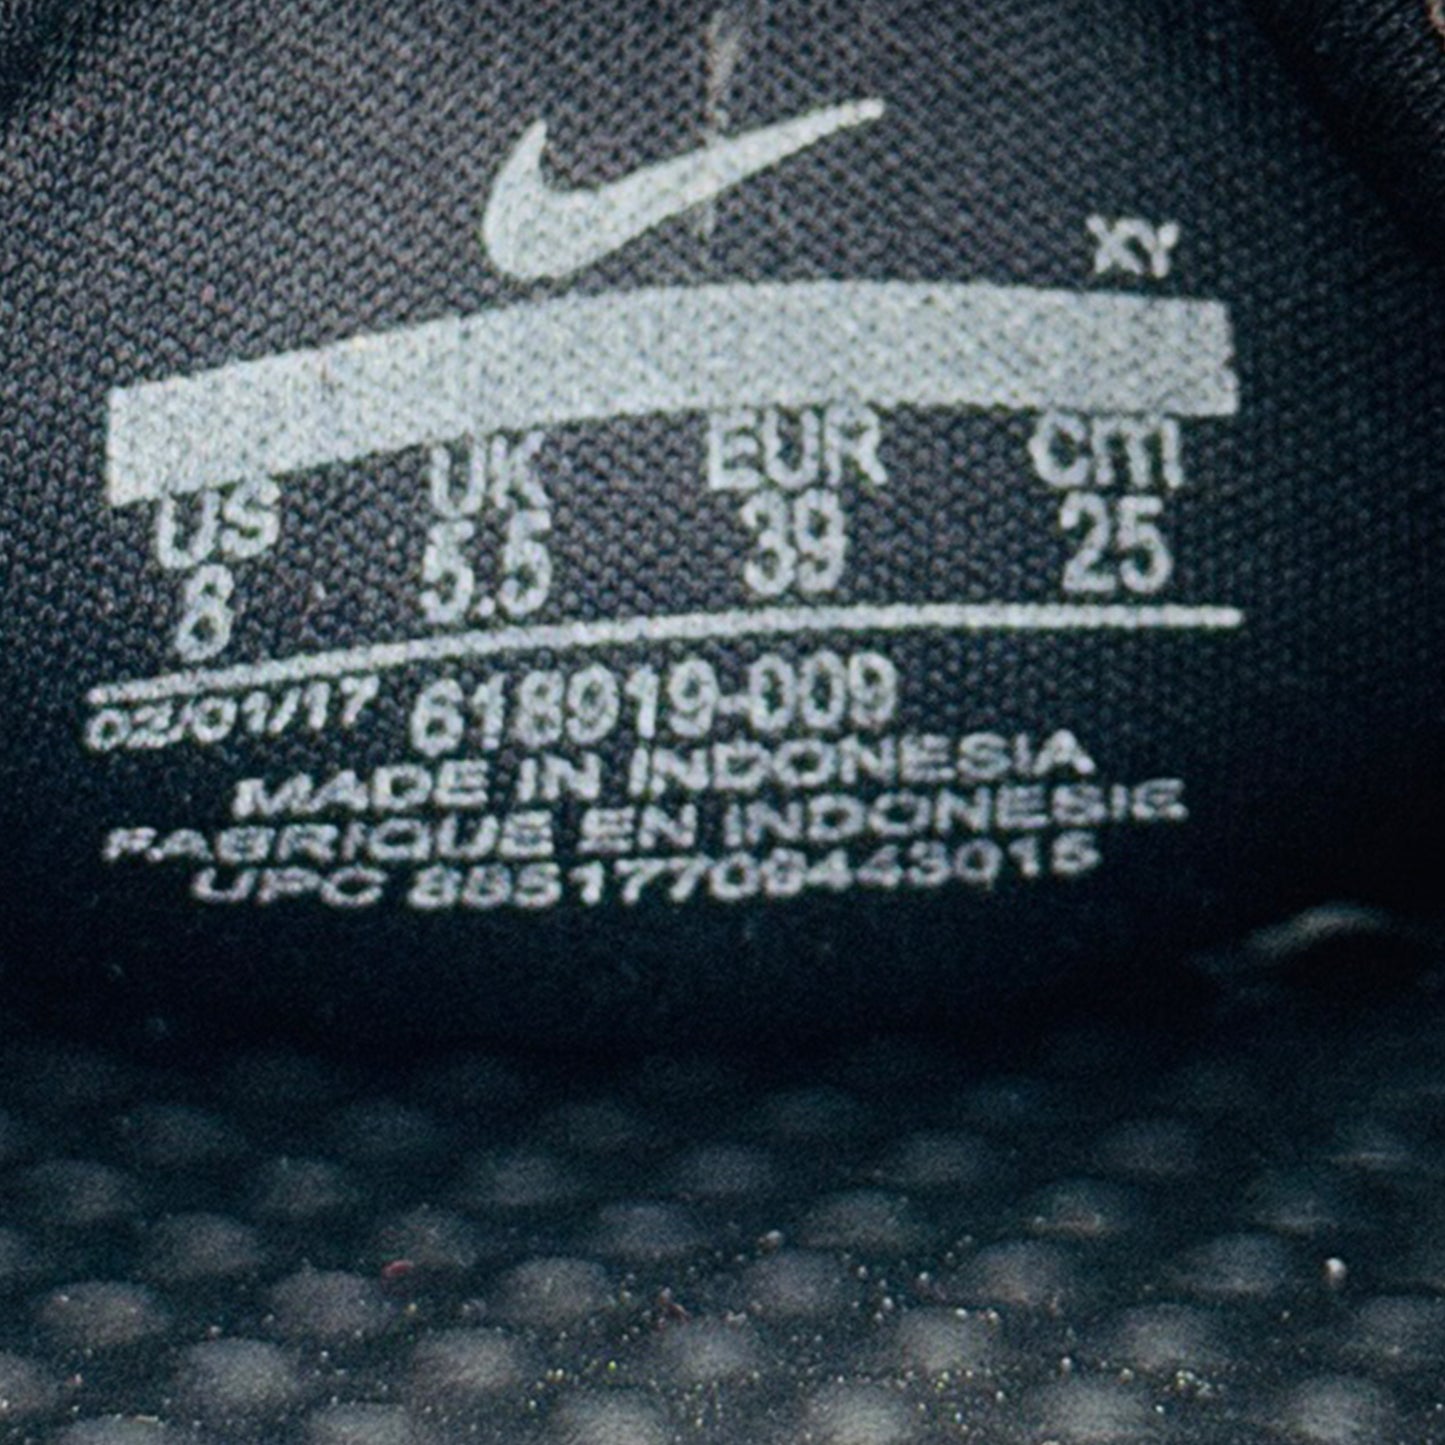 XY
US UK EUR cm
8 5.5 39 25
02/01/17 618919-009
MADE IN INDONESIA
FABRIQUE EN INDONESIE
UPC 885177094443015